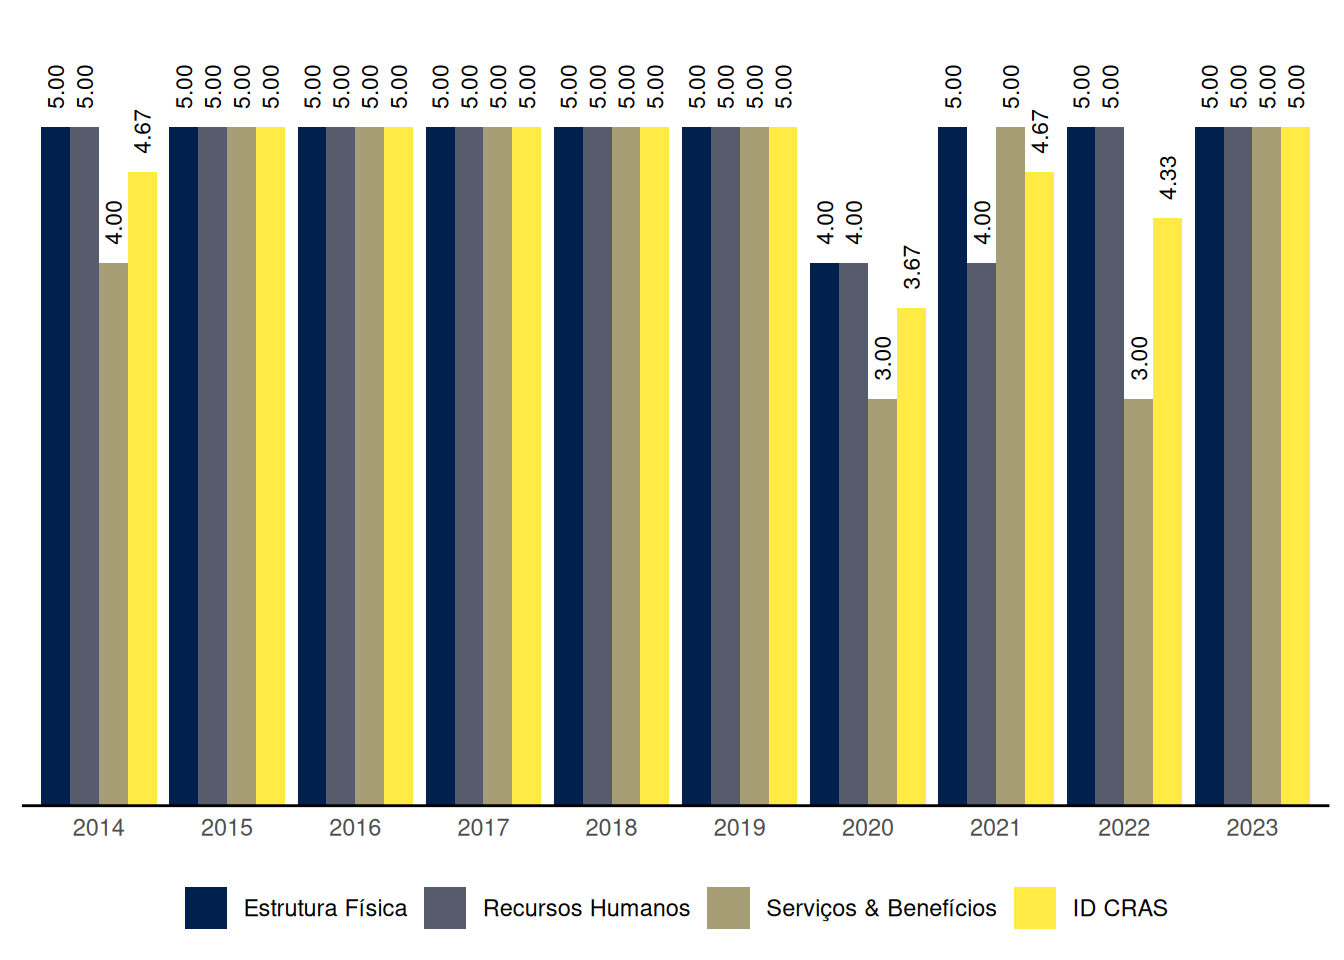 5.00 5.00 4.00 4.67 5.00 5.00 5.00 5.00 5.00 5.00 5.00 5.00 5.00 5.00 5.00 5.00 5.00 5.00 5.00 5.00 5.00 5.00 5.00 5.00 4.00 4.00 3.00 3.67 5.00 4.00 5.00 4.67 5.00 5.00 3.00 4.33 5.00 5.00 5.00 5.00
2014 2015 2016 2017 2018 2019 2020 2021 2022 2023
Estrutura Física Recursos Humanos Serviços & Benefícios ID CRAS